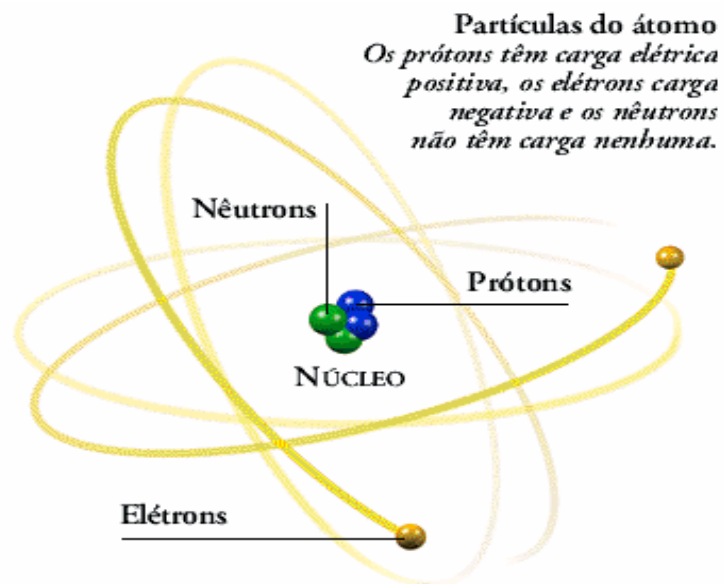 Partículas do átomo
Os prótons têm carga elétrica
positiva, os elétrons carga
negativa e os nêutrons
não têm carga nenhuma.
Nêutrons
Prótons
NÚCLEO
Elétrons